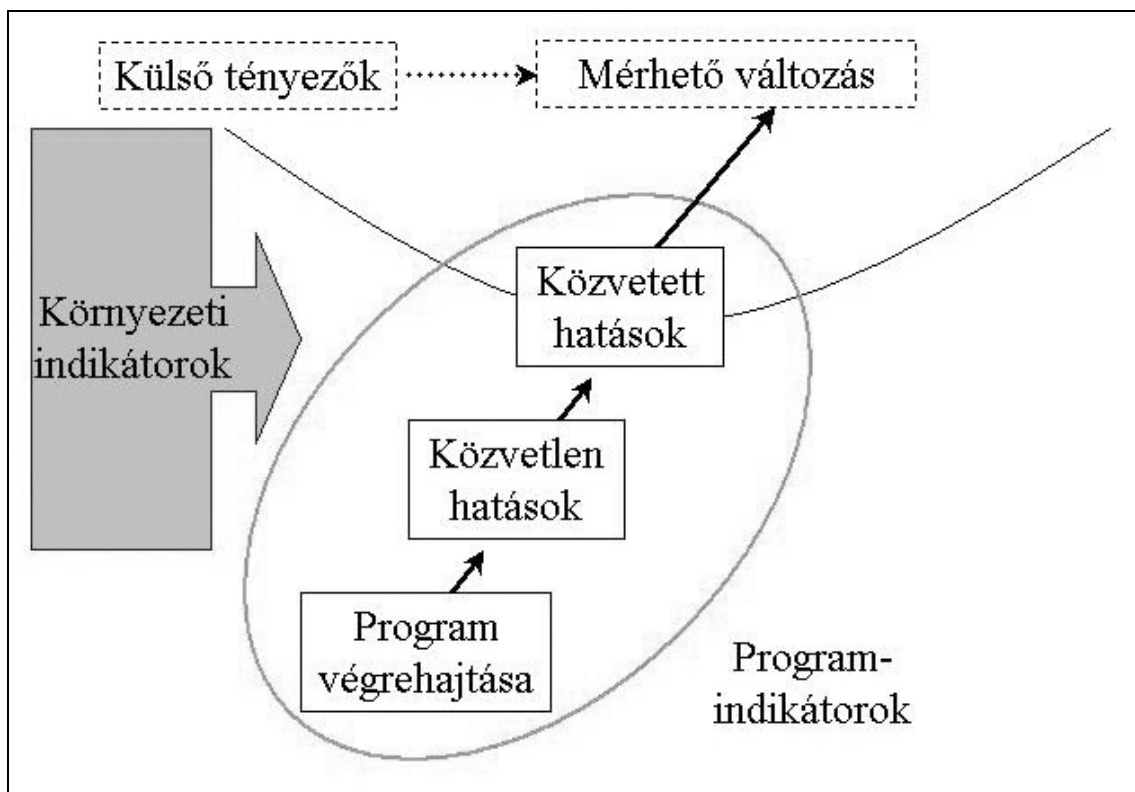 Külső tényezők
Mérhető változás
Környezeti
indikátorok
Közvetett
hatások
Közvetlen
hatások
Program
végrehajtása
Program-
indikátorok